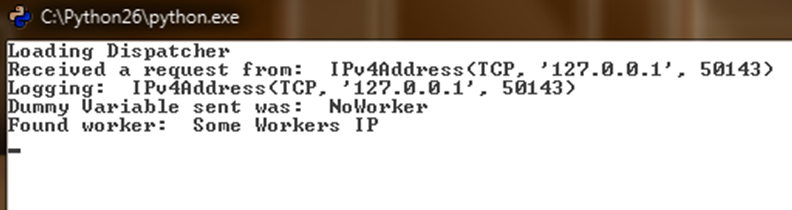 C:\Python26\python.exe
Loading Dispatcher
Received a request from:  IPv4Address(TCP, '127.0.0.1', 50143)
Logging:  IPv4Address(TCP, '127.0.0.1', 50143)
Dummy Variable sent was:  NoWorker
Found worker:  Some Workers IP